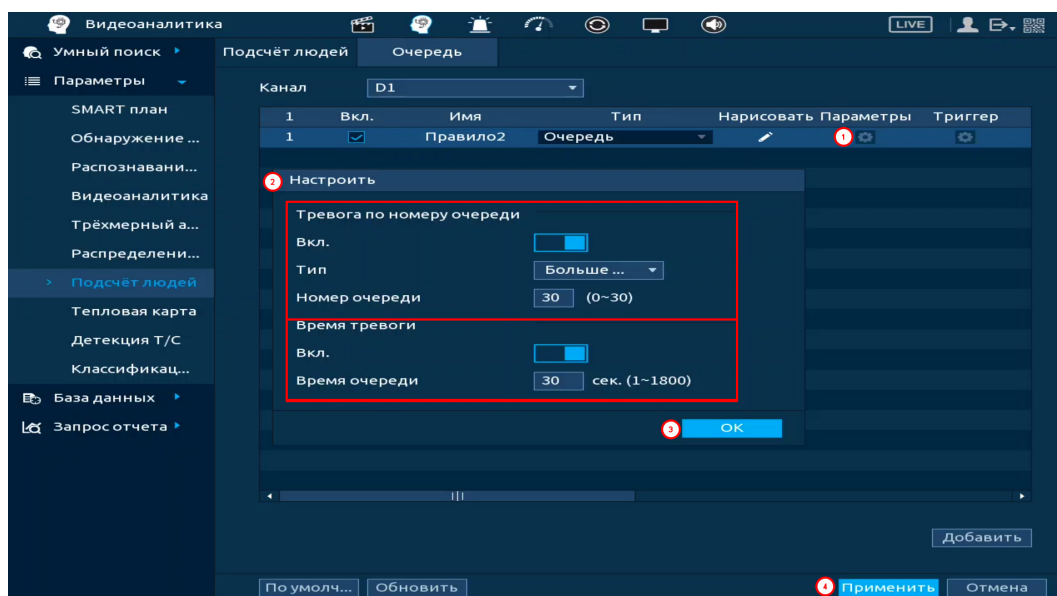 Видеоаналитика
LIVE
Умный поиск
Параметры
SMART план
Обнаружение ...
Распознавани...
Видеоаналитика
Трёхмерный а...
Распределени...
Подсчёт людей
Тепловая карта
Детекция Т/С
Классификац...
База данных
Запрос отчета
Подсчёт людей Очередь
Канал D1
1 Вкл. Имя Тип Нарисовать Параметры Триггер
1 Правило2 Очередь 1
2 Настроить
Тревога по номеру очереди
Вкл.
Тип Больше ...
Номер очереди 30 (0~30)
Время тревоги
Вкл.
Время очереди 30 сек. (1~1800)
3 OK
Добавить
По умолч... Обновить 4 Применить Отмена